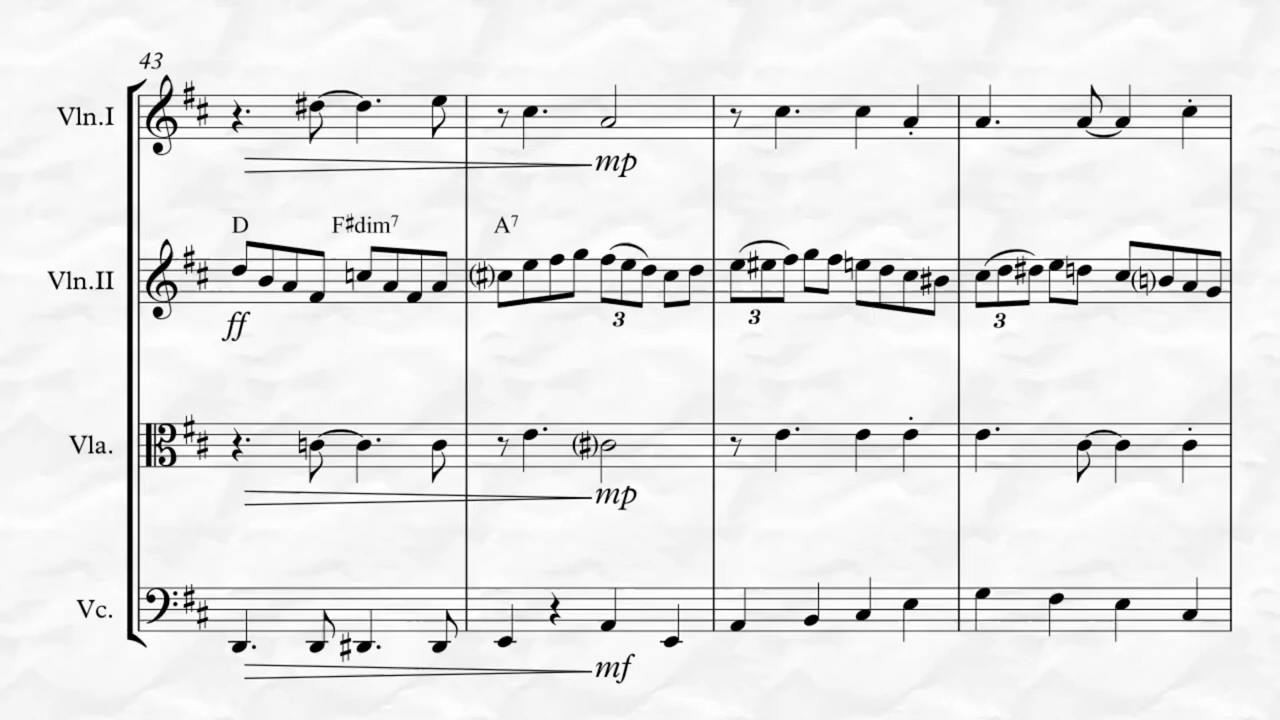 43
Vln.I
mp
D F♯dim7 A7
Vln.II
ff 3 3 3
Vla.
mp
Vc.
mf